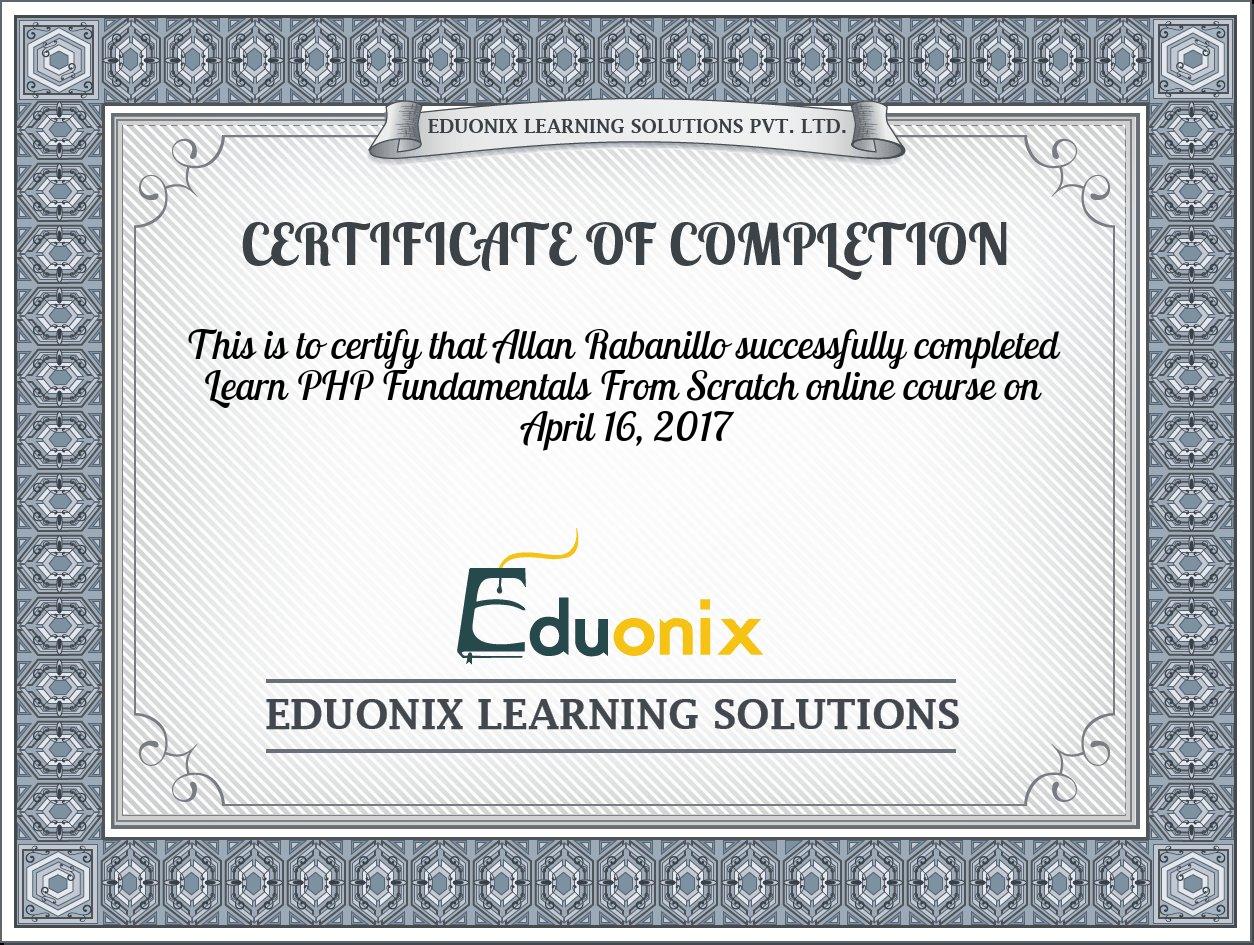 EDUONIX LEARNING SOLUTIONS PVT. LTD.
CERTIFICATE OF COMPLETION
This is to certify that Allan Rabanillo successfully completed
Learn PHP Fundamentals From Scratch online course on
April 16, 2017
Eduonix
EDUONIX LEARNING SOLUTIONS